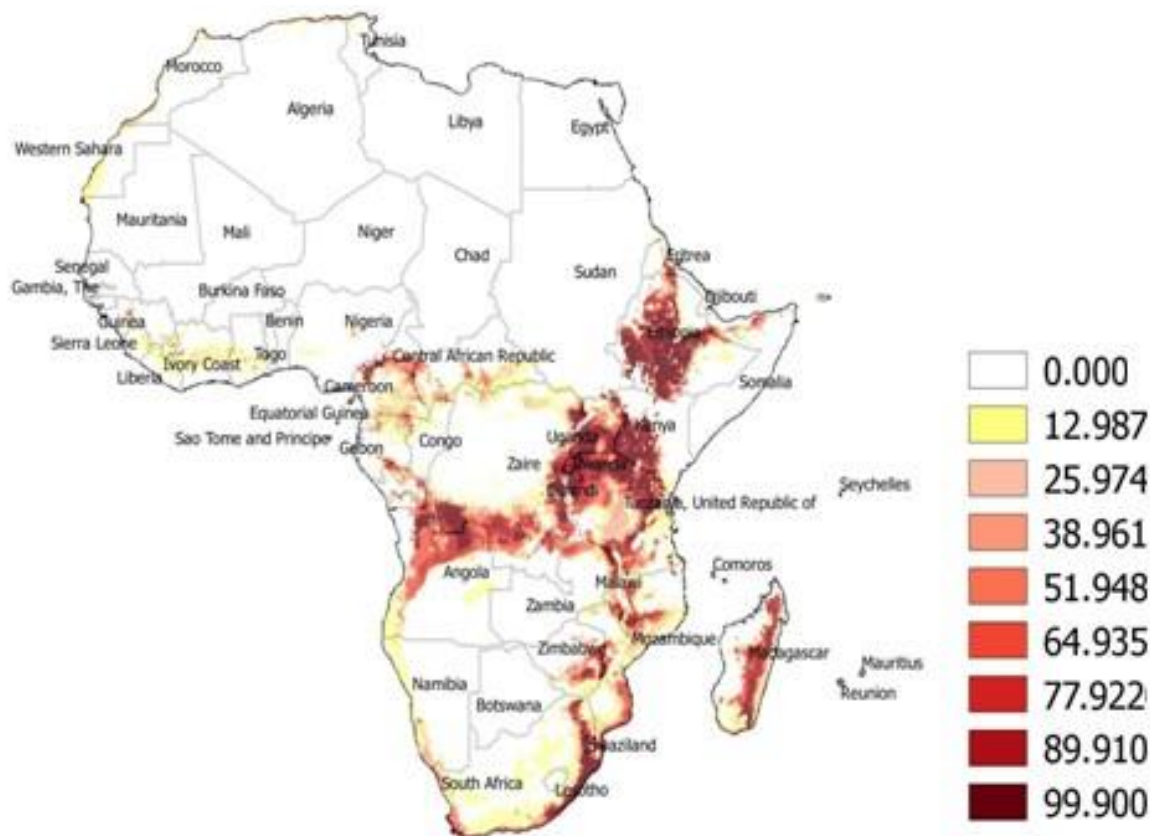 Tunisia
Morocco
Algeria
Libya
Egypt
Western Sahara
Mauritania
Mali
Niger
Chad
Sudan
Eritrea
Senegal
Gambia, The
Burkina Faso
Djibouti
Guinea
Benin
Nigeria
Ethiopia
Sierra Leone
Ivory Coast
Togo
Central African Republic
Liberia
Cameroon
Somalia
Equatorial Guinea
Uganda
Kenya
Sao Tome and Principe
Gabon
Congo
Zaire
Rwanda
Burundi
Seychelles
Tanzania, United Republic of
Comoros
Angola
Malawi
Zambia
Mozambique
Zimbabwe
Madagascar
Mauritius
Reunion
Namibia
Botswana
Swaziland
South Africa
Lesotho
0.000
12.987
25.974
38.961
51.948
64.935
77.922
89.910
99.900